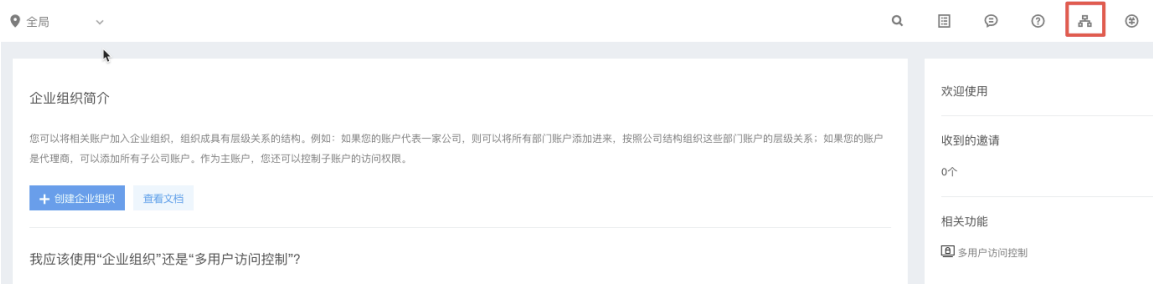 全局
企业组织简介
您可以将相关账户加入企业组织，组织成具有层级关系的结构。例如：如果您的账户代表一家公司，则可以将所有部门账户添加进来，按照公司结构组织这些部门账户的层级关系；如果您的账户
是代理商，可以添加所有子公司账户。作为主账户，您还可以控制子账户的访问权限。
+ 创建企业组织 查看文档
我应该使用“企业组织”还是“多用户访问控制”?
欢迎使用
收到的邀请
0个
相关功能
多用户访问控制